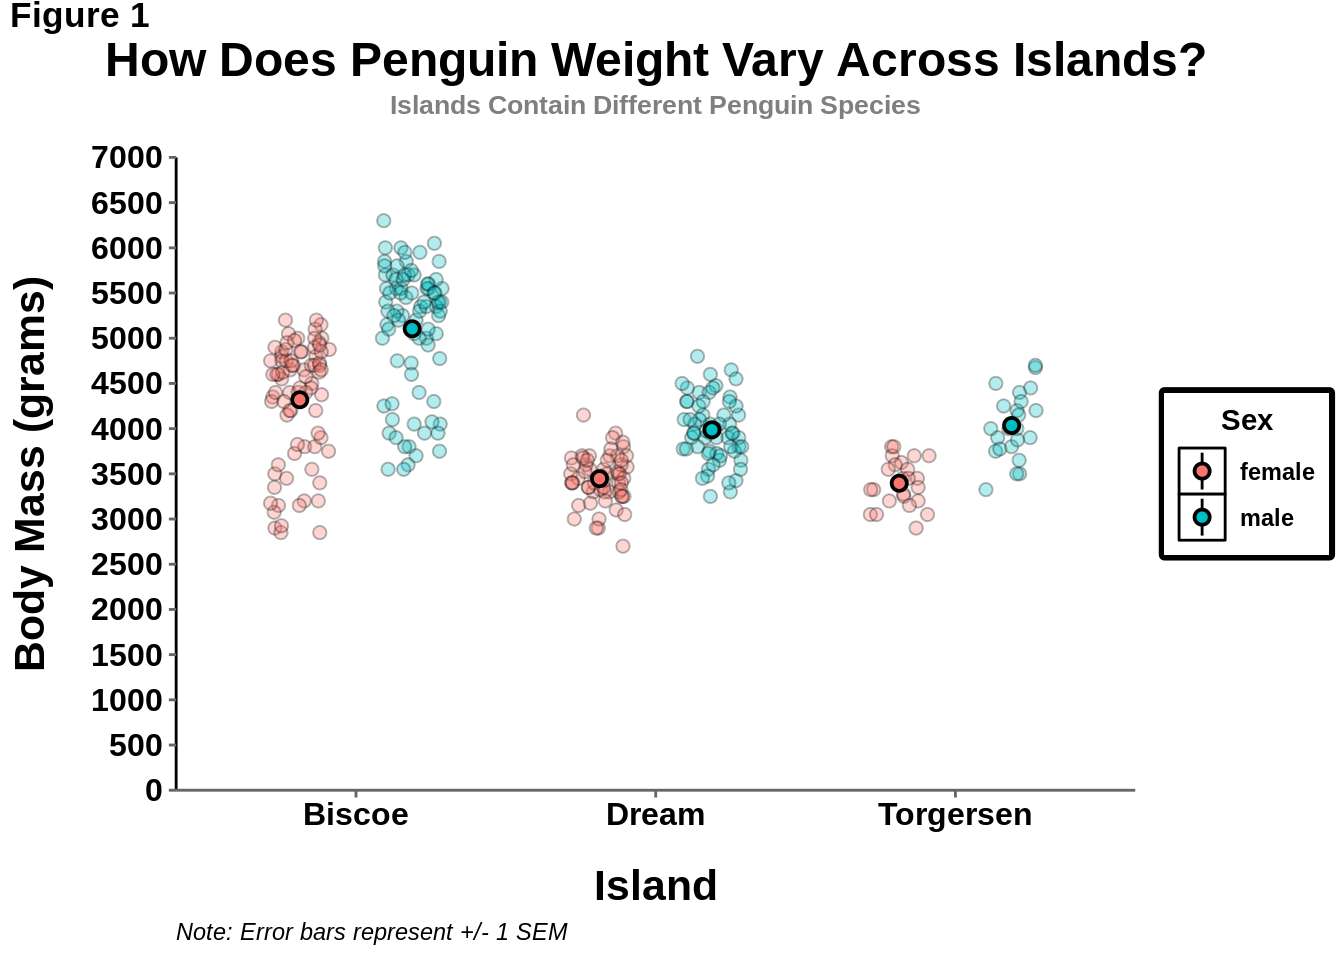 Figure 1
How Does Penguin Weight Vary Across Islands?
Islands Contain Different Penguin Species
7000
6500
6000
5500
5000
4500
4000
3500
3000
2500
2000
1500
1000
500
0
Body Mass (grams)
Biscoe Dream Torgersen
Island
Note: Error bars represent +/- 1 SEM
Sex
female
male